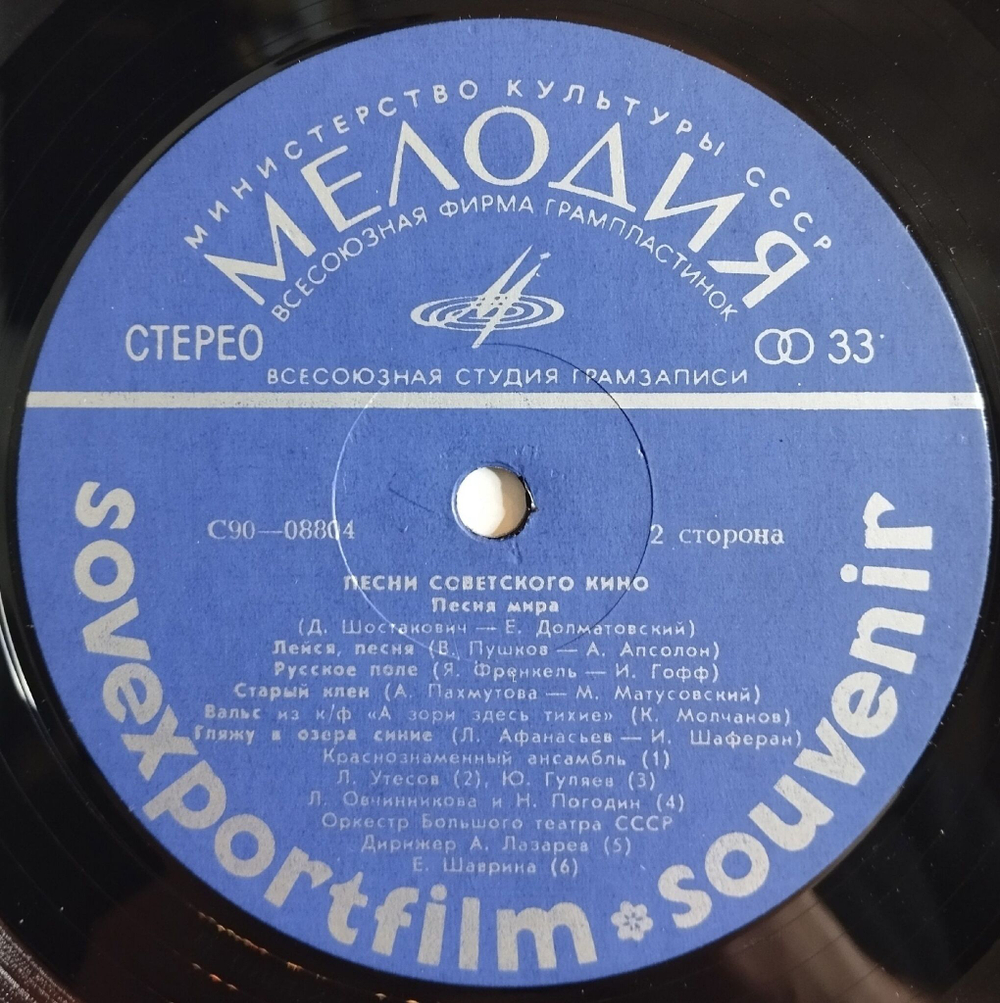 МИНИСТЕРСТВО КУЛЬТУРЫ СССР
МЕЛОДИЯ
ВСЕСОЮЗНАЯ ФИРМА ГРАМПЛАСТИНОК
СТЕРЕО
33
ВСЕСОЮЗНАЯ СТУДИЯ ГРАМЗАПИСИ
С90—08804
2 сторона
ПЕСНИ СОВЕТСКОГО КИНО
Песня мира
(Д. Шостакович — Е. Долматовский)
Лейся, песня (В. Пушков — А. Апсолон)
Русское поле (Я. Френкель — И. Гофф)
Старый клен (А. Пахмутова — М. Матусовский)
Вальс из к/ф «А зори здесь тихие» (К. Молчанов)
Гляжу в озера синие (Л. Афанасьев — И. Шаферан)
Краснознаменный ансамбль (1)
Л. Утесов (2), Ю. Гуляев (3)
Л. Овчинникова и Н. Погодин (4)
Оркестр Большого театра СССР
Дирижер А. Лазарев (5)
Е. Шаврина (6)
sovexportfilm souvenir